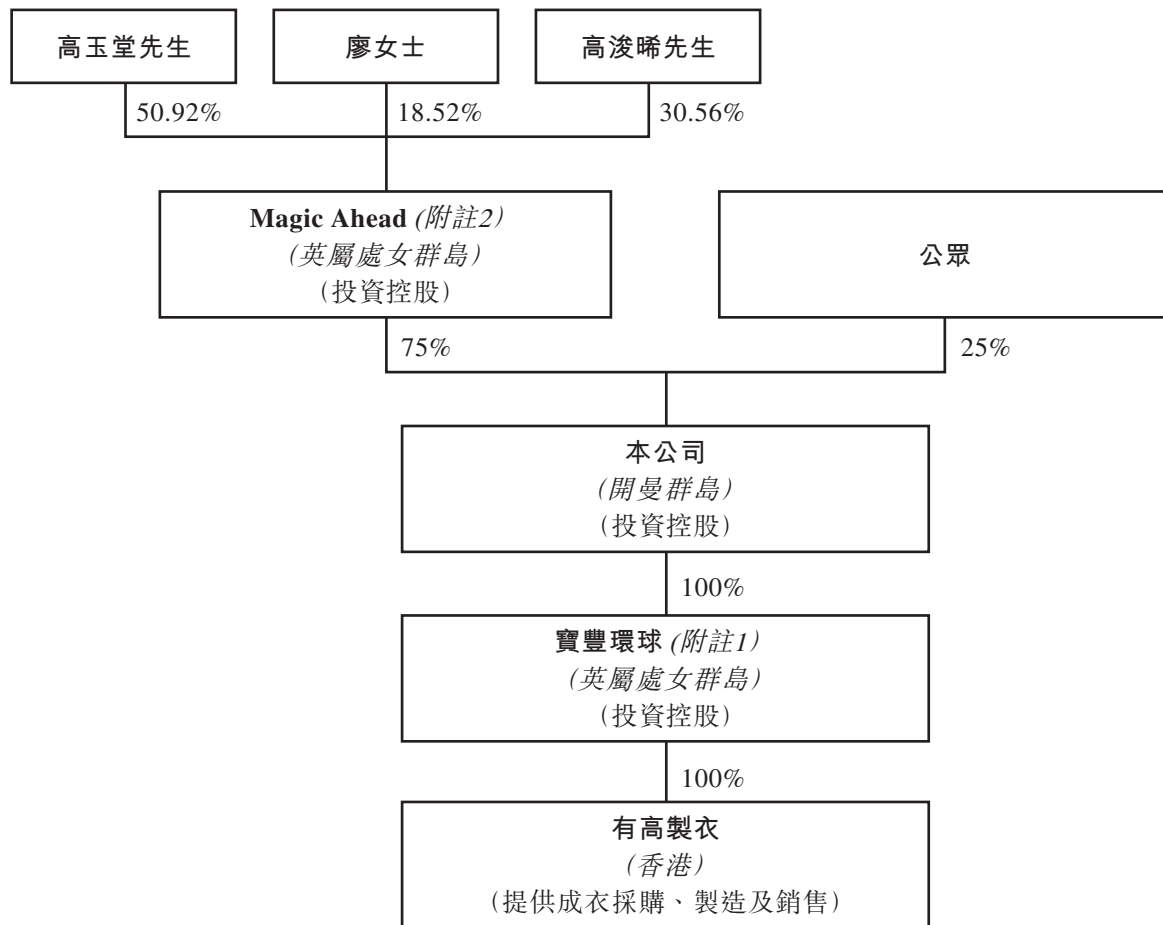 高玉堂先生
廖女士
高浚晞先生
50.92%
18.52%
30.56%
Magic Ahead (附註2)
(英屬處女群島)
(投資控股)
公眾
75%
25%
本公司
(開曼群島)
(投資控股)
100%
寶豐環球 (附註1)
(英屬處女群島)
(投資控股)
100%
有高製衣
(香港)
(提供成衣採購、製造及銷售)